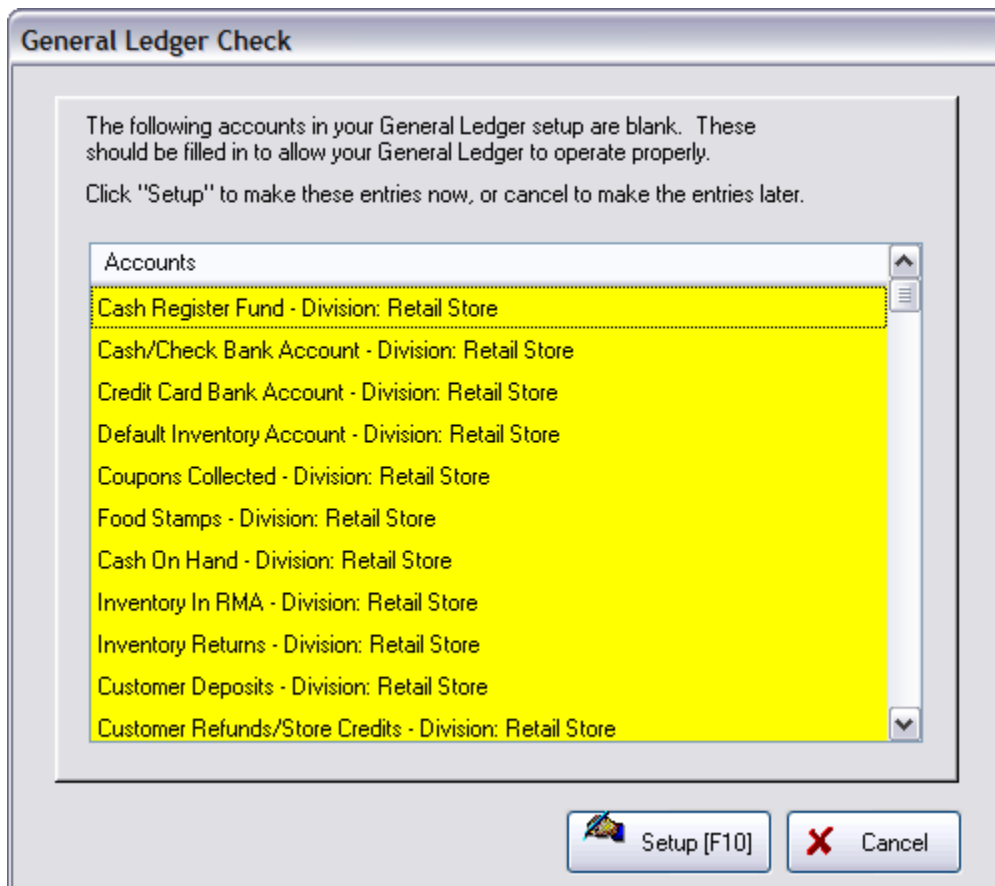 General Ledger Check
The following accounts in your General Ledger setup are blank.  These
should be filled in to allow your General Ledger to operate properly.
Click "Setup" to make these entries now, or cancel to make the entries later.
Accounts
Cash Register Fund - Division: Retail Store
Cash/Check Bank Account - Division: Retail Store
Credit Card Bank Account - Division: Retail Store
Default Inventory Account - Division: Retail Store
Coupons Collected - Division: Retail Store
Food Stamps - Division: Retail Store
Cash On Hand - Division: Retail Store
Inventory In RMA - Division: Retail Store
Inventory Returns - Division: Retail Store
Customer Deposits - Division: Retail Store
Customer Refunds/Store Credits - Division: Retail Store
Setup [F10]
Cancel